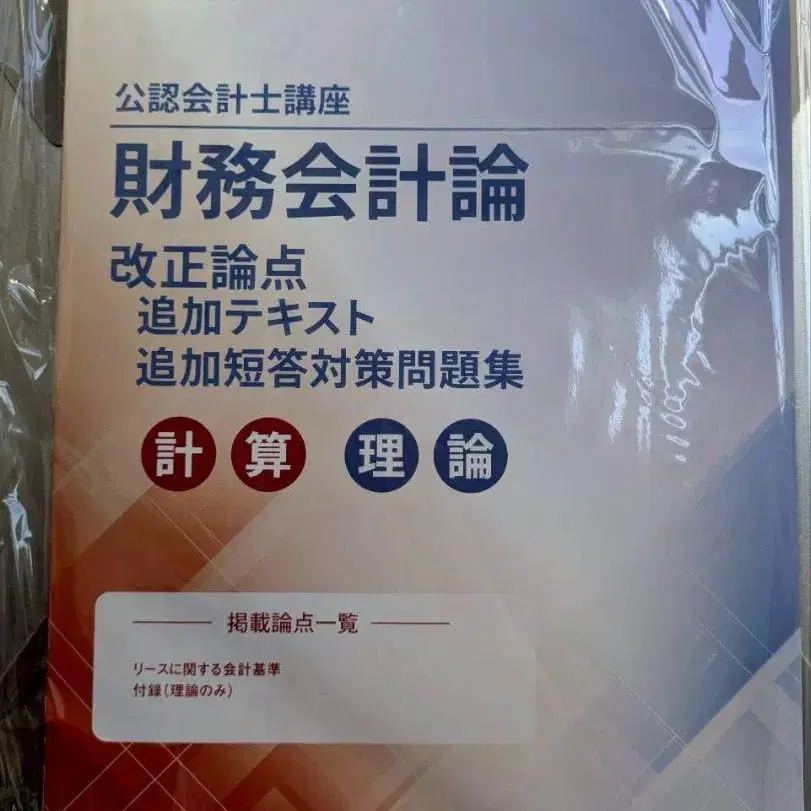 公認会計士講座
財務会計論
改正論点
追加テキスト
追加短答対策問題集
計算 理論
掲載論点一覧
リースに関する会計基準
付録(理論のみ)